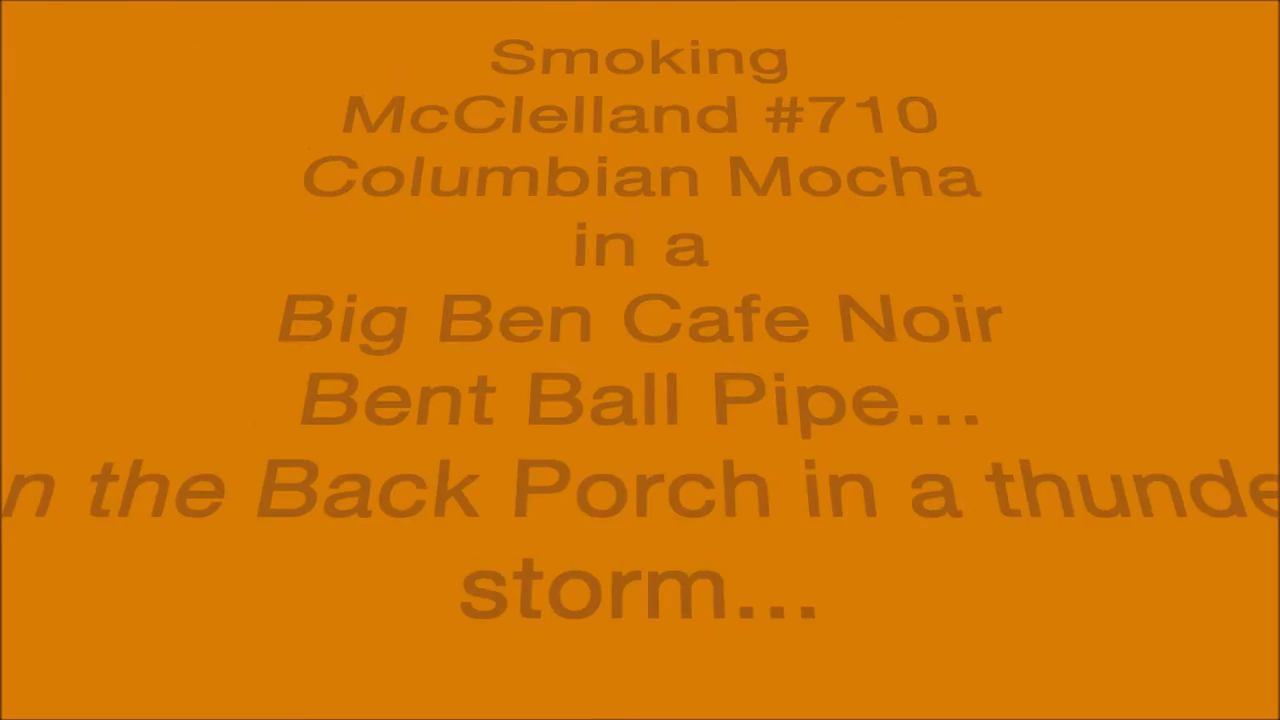 Smoking
McClelland #710
Columbian Mocha
in a
Big Ben Cafe Noir
Bent Ball Pipe...
n the Back Porch in a thunde
storm...